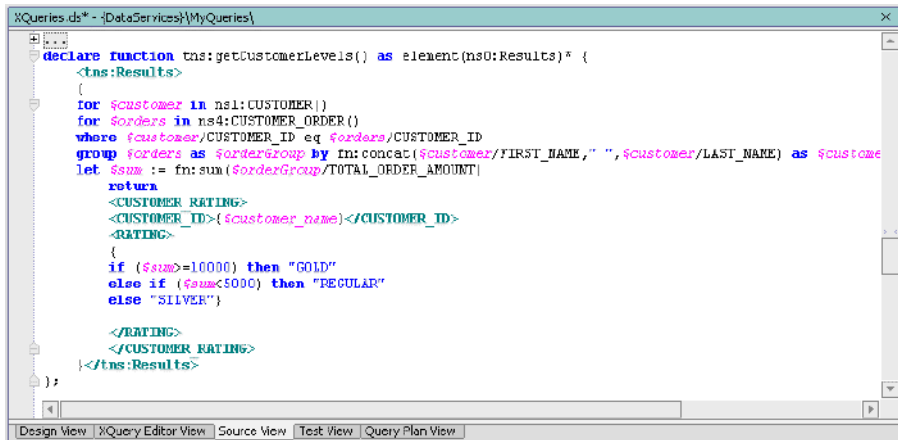 XQueries.ds* - {DataServices}\MyQueries\
...
declare function tns:getCustomerLevels() as element(ns0:Results)* {
<tns:Results>
{
for $customer in ns1:CUSTOMER()
for $orders in ns4:CUSTOMER_ORDER()
where $customer/CUSTOMER_ID eq $orders/CUSTOMER_ID
group $orders as $orderGroup by fn:concat($customer/FIRST_NAME," ",$customer/LAST_NAME) as $custome
let $sum := fn:sum($orderGroup/TOTAL_ORDER_AMOUNT)
return
<CUSTOMER_RATING>
<CUSTOMER_ID>{$customer_name}</CUSTOMER_ID>
<RATING>
{
if ($sum>=10000) then "GOLD"
else if ($sum<5000) then "REGULAR"
else "SILVER"}
</RATING>
</CUSTOMER_RATING>
}</tns:Results>
};
Design View XQuery Editor View Source View Test View Query Plan View